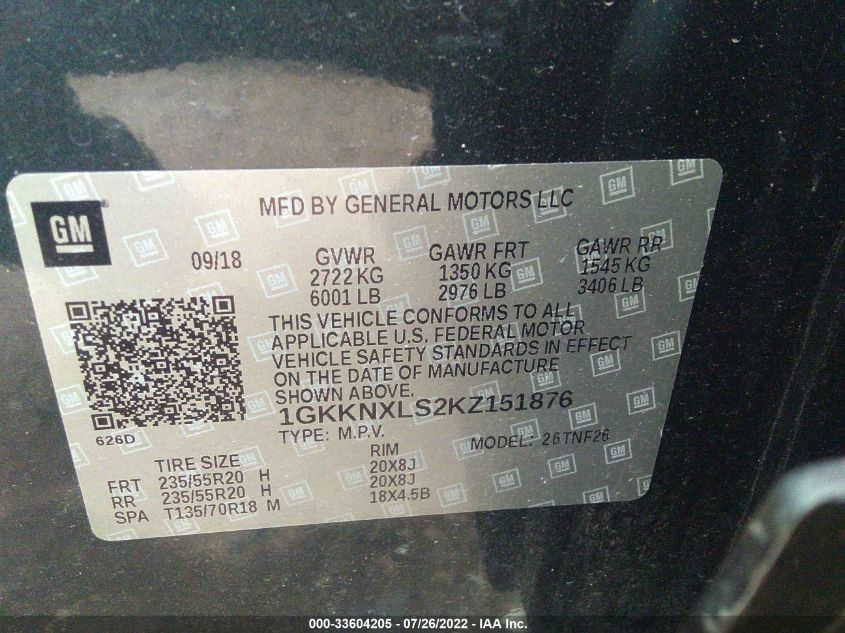 GM
MFD BY GENERAL MOTORS LLC
09/18 GVWR GAWR FRT GAWR RR
2722 KG 1350 KG 1545 KG
6001 LB 2976 LB 3406 LB
THIS VEHICLE CONFORMS TO ALL
APPLICABLE U.S. FEDERAL MOTOR
VEHICLE SAFETY STANDARDS IN EFFECT
ON THE DATE OF MANUFACTURE
SHOWN ABOVE.
1GKKNXLS2KZ151876
626D
TYPE: M.P.V. MODEL: 26TNF26
TIRE SIZE RIM
FRT 235/55R20 H 20X8J
RR 235/55R20 H 20X8J
SPA T135/70R18 M 18X4.5B
000-33604205 - 07/26/2022 - IAA Inc.